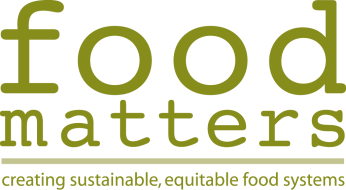 food
matters
creating sustainable, equitable food systems